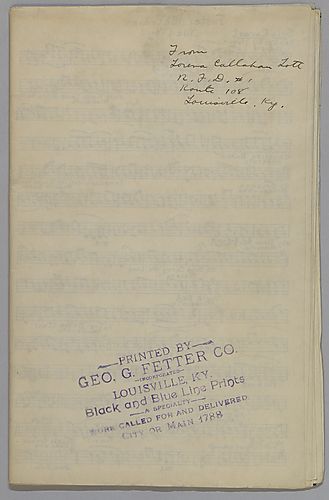 From
Lorena Callahan Lott
R. F. D. #1
Route 108
Louisville, Ky.
PRINTED BY
GEO. G. FETTER CO.
—INCORPORATED—
LOUISVILLE, KY.
Black and Blue Line Prints
—A SPECIALTY—
WORK CALLED FOR AND DELIVERED
CITY OR MAIN 1788